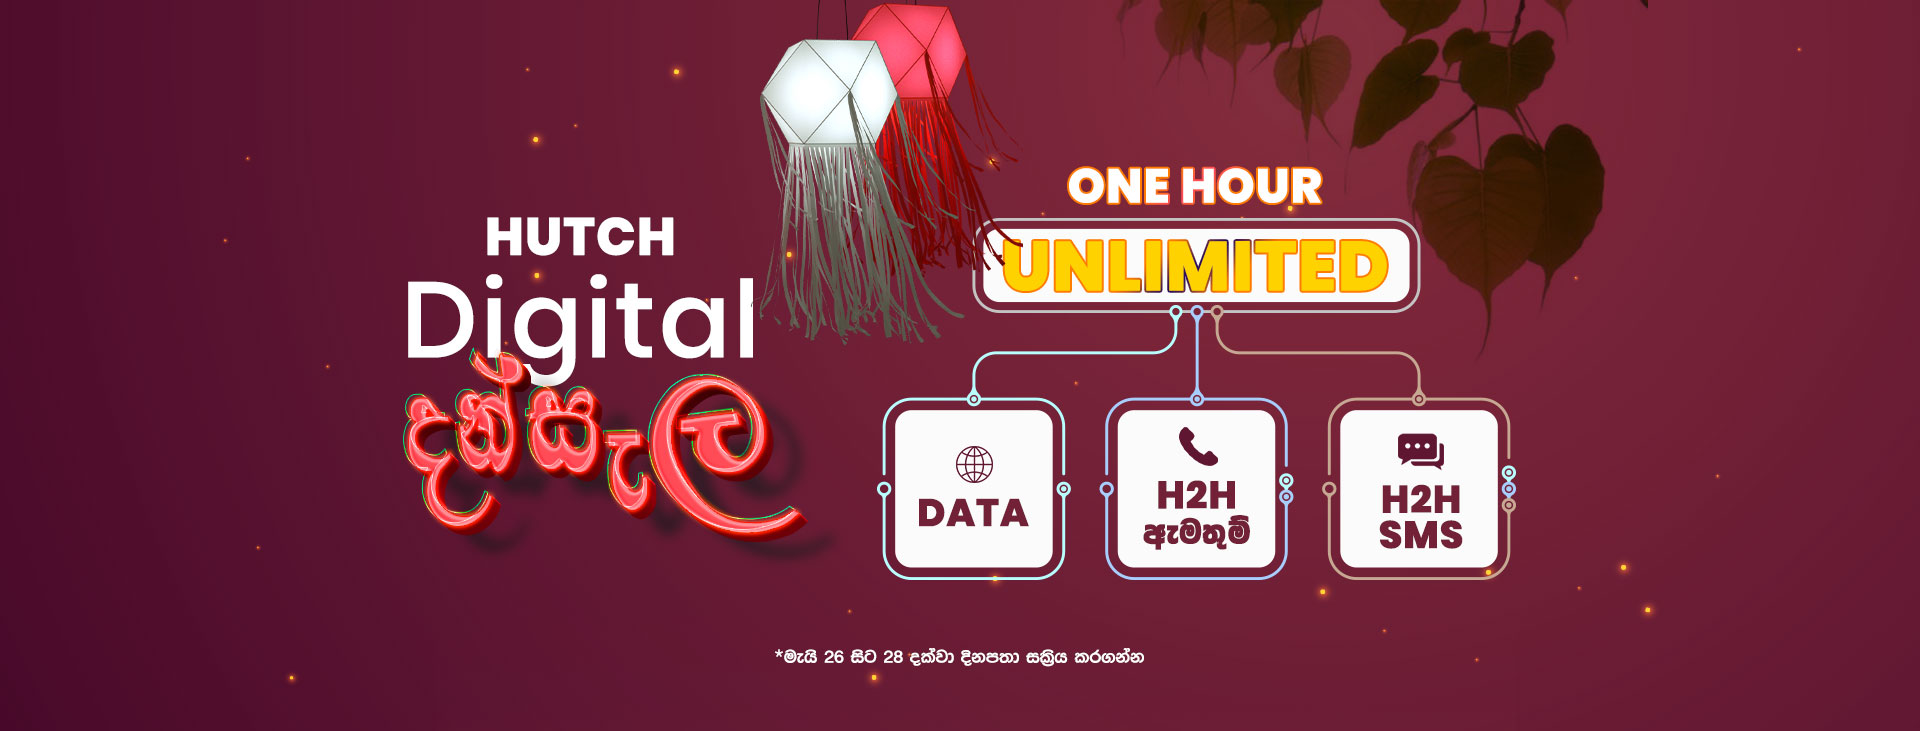 HUTCH
Digital
දන්සැල
ONE HOUR
UNLIMITED
DATA
H2H
ඇමතුම්
H2H
SMS
*මැයි 26 සිට 28 දක්වා දිනපතා සක්‍රිය කරගන්න